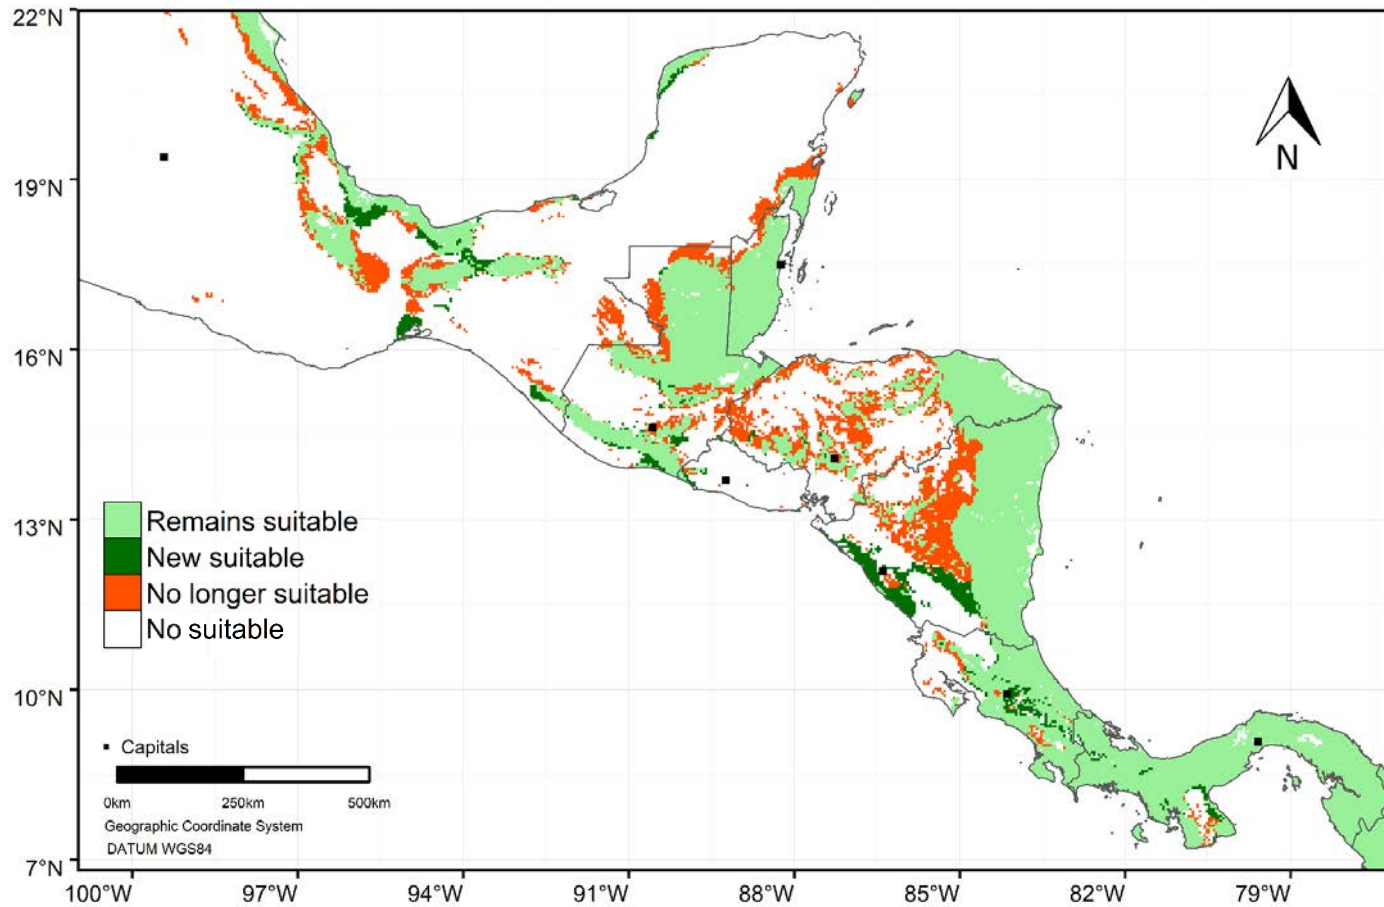 22°N
19°N
16°N
13°N
10°N
7°N
N
Remains suitable
New suitable
No longer suitable
No suitable
Capitals
0km 250km 500km
Geographic Coordinate System
DATUM WGS84
100°W 97°W 94°W 91°W 88°W 85°W 82°W 79°W